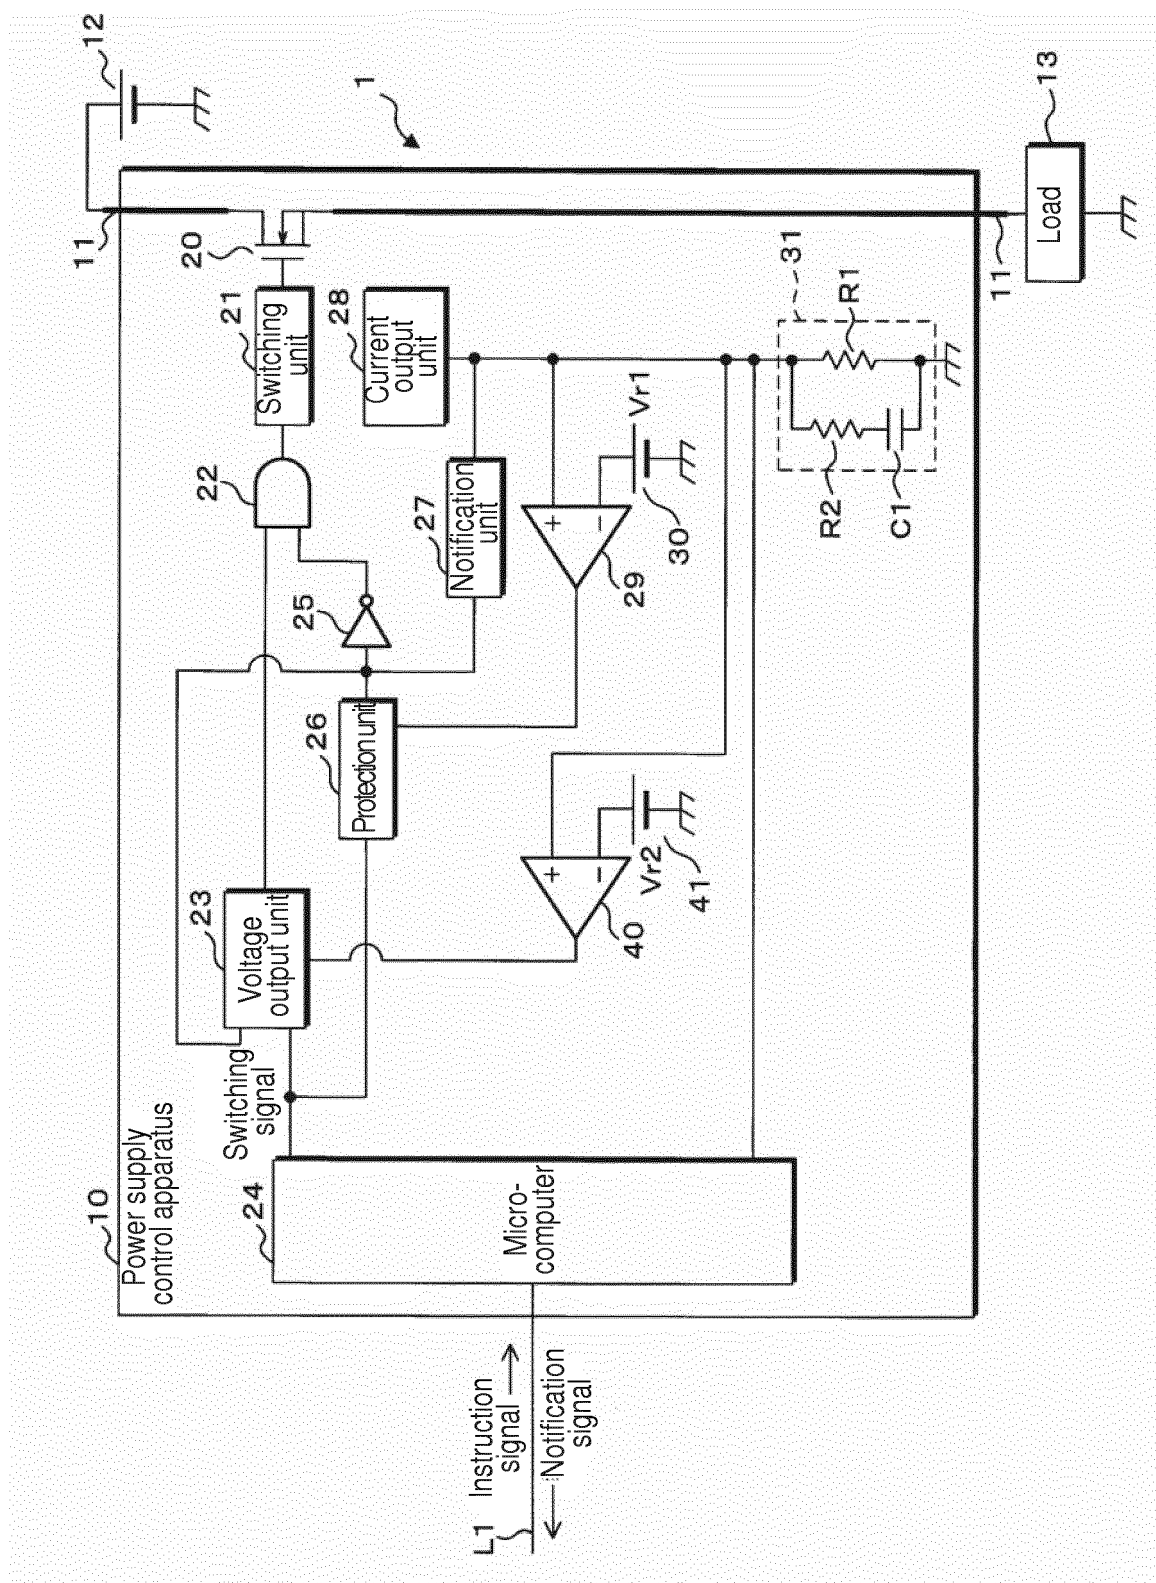 10
Power supply
control apparatus
L1
Instruction
signal
Notification
signal
24
Micro-
computer
Switching
signal
23
Voltage
output unit
26
Protection unit
25
22
21
Switching
unit
20
11
12
1
28
Current
output
unit
27
Notification
unit
+
−
29
30
Vr1
+
−
40
41
Vr2
31
R1
R2
C1
11
13
Load